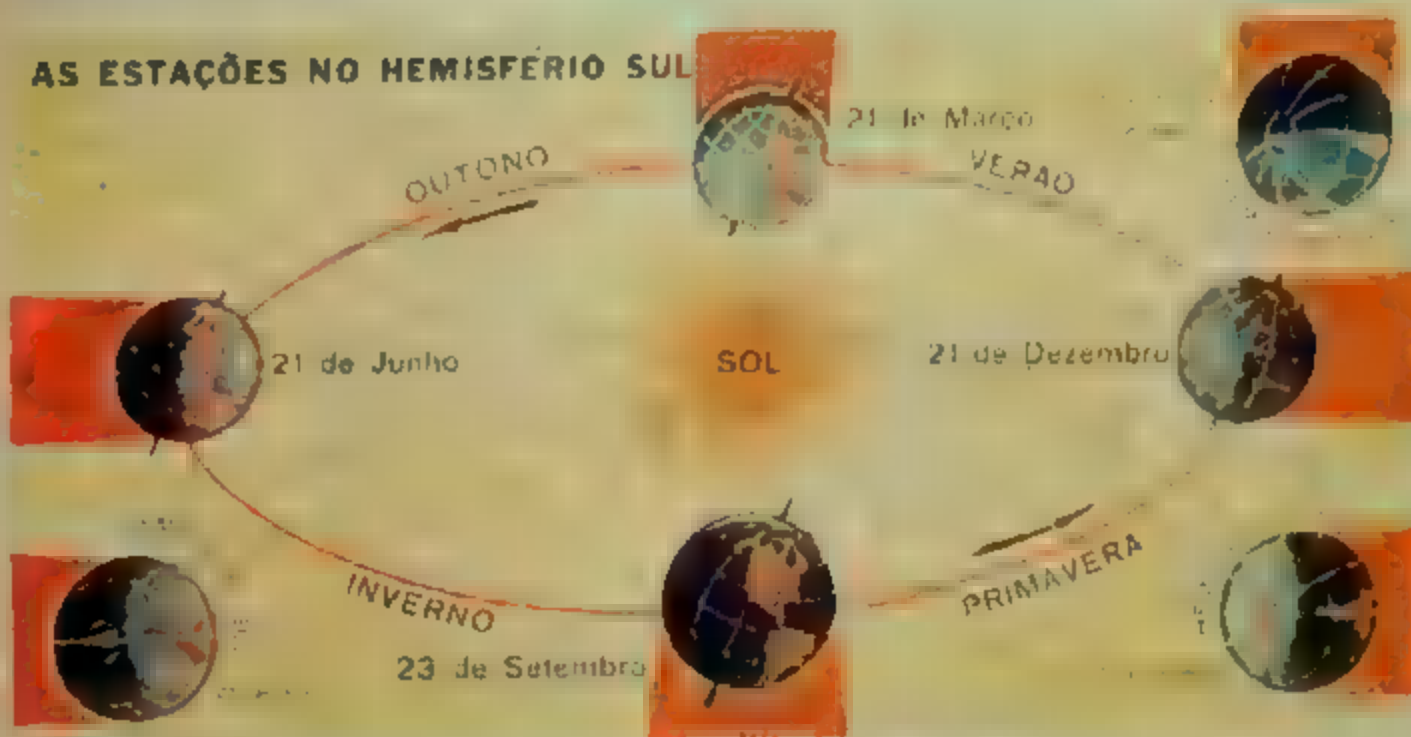 AS ESTAÇÕES NO HEMISFÉRIO SUL
21 de Março
OUTONO
VERÃO
21 de Junho
SOL
21 de Dezembro
INVERNO
PRIMAVERA
23 de Setembro